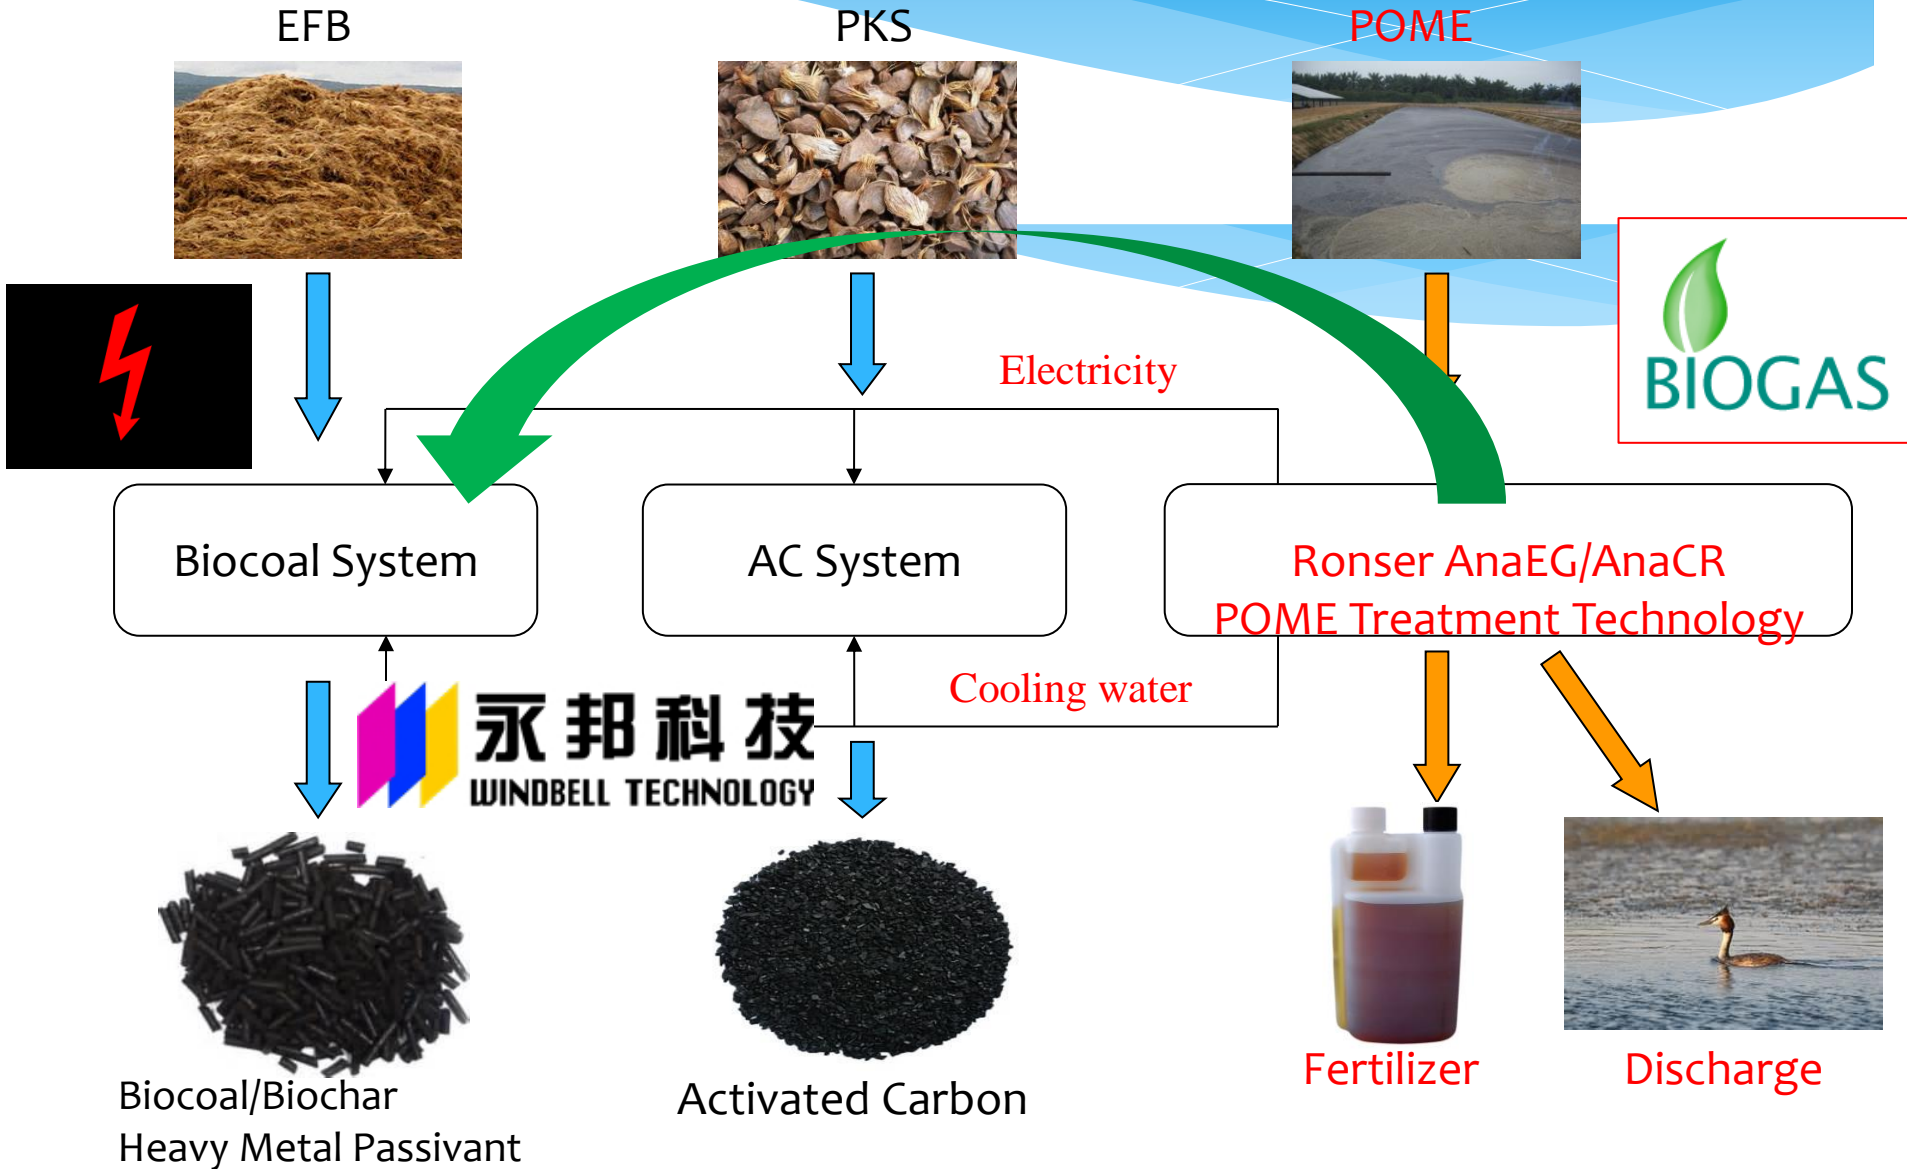 EFB
PKS
POME
BIOGAS
Electricity
Biocoal System
AC System
Ronser AnaEG/AnaCR
POME Treatment Technology
Cooling water
永邦科技
WINDBELL TECHNOLOGY
Fertilizer
Discharge
Biocoal/Biochar
Heavy Metal Passivant
Activated Carbon